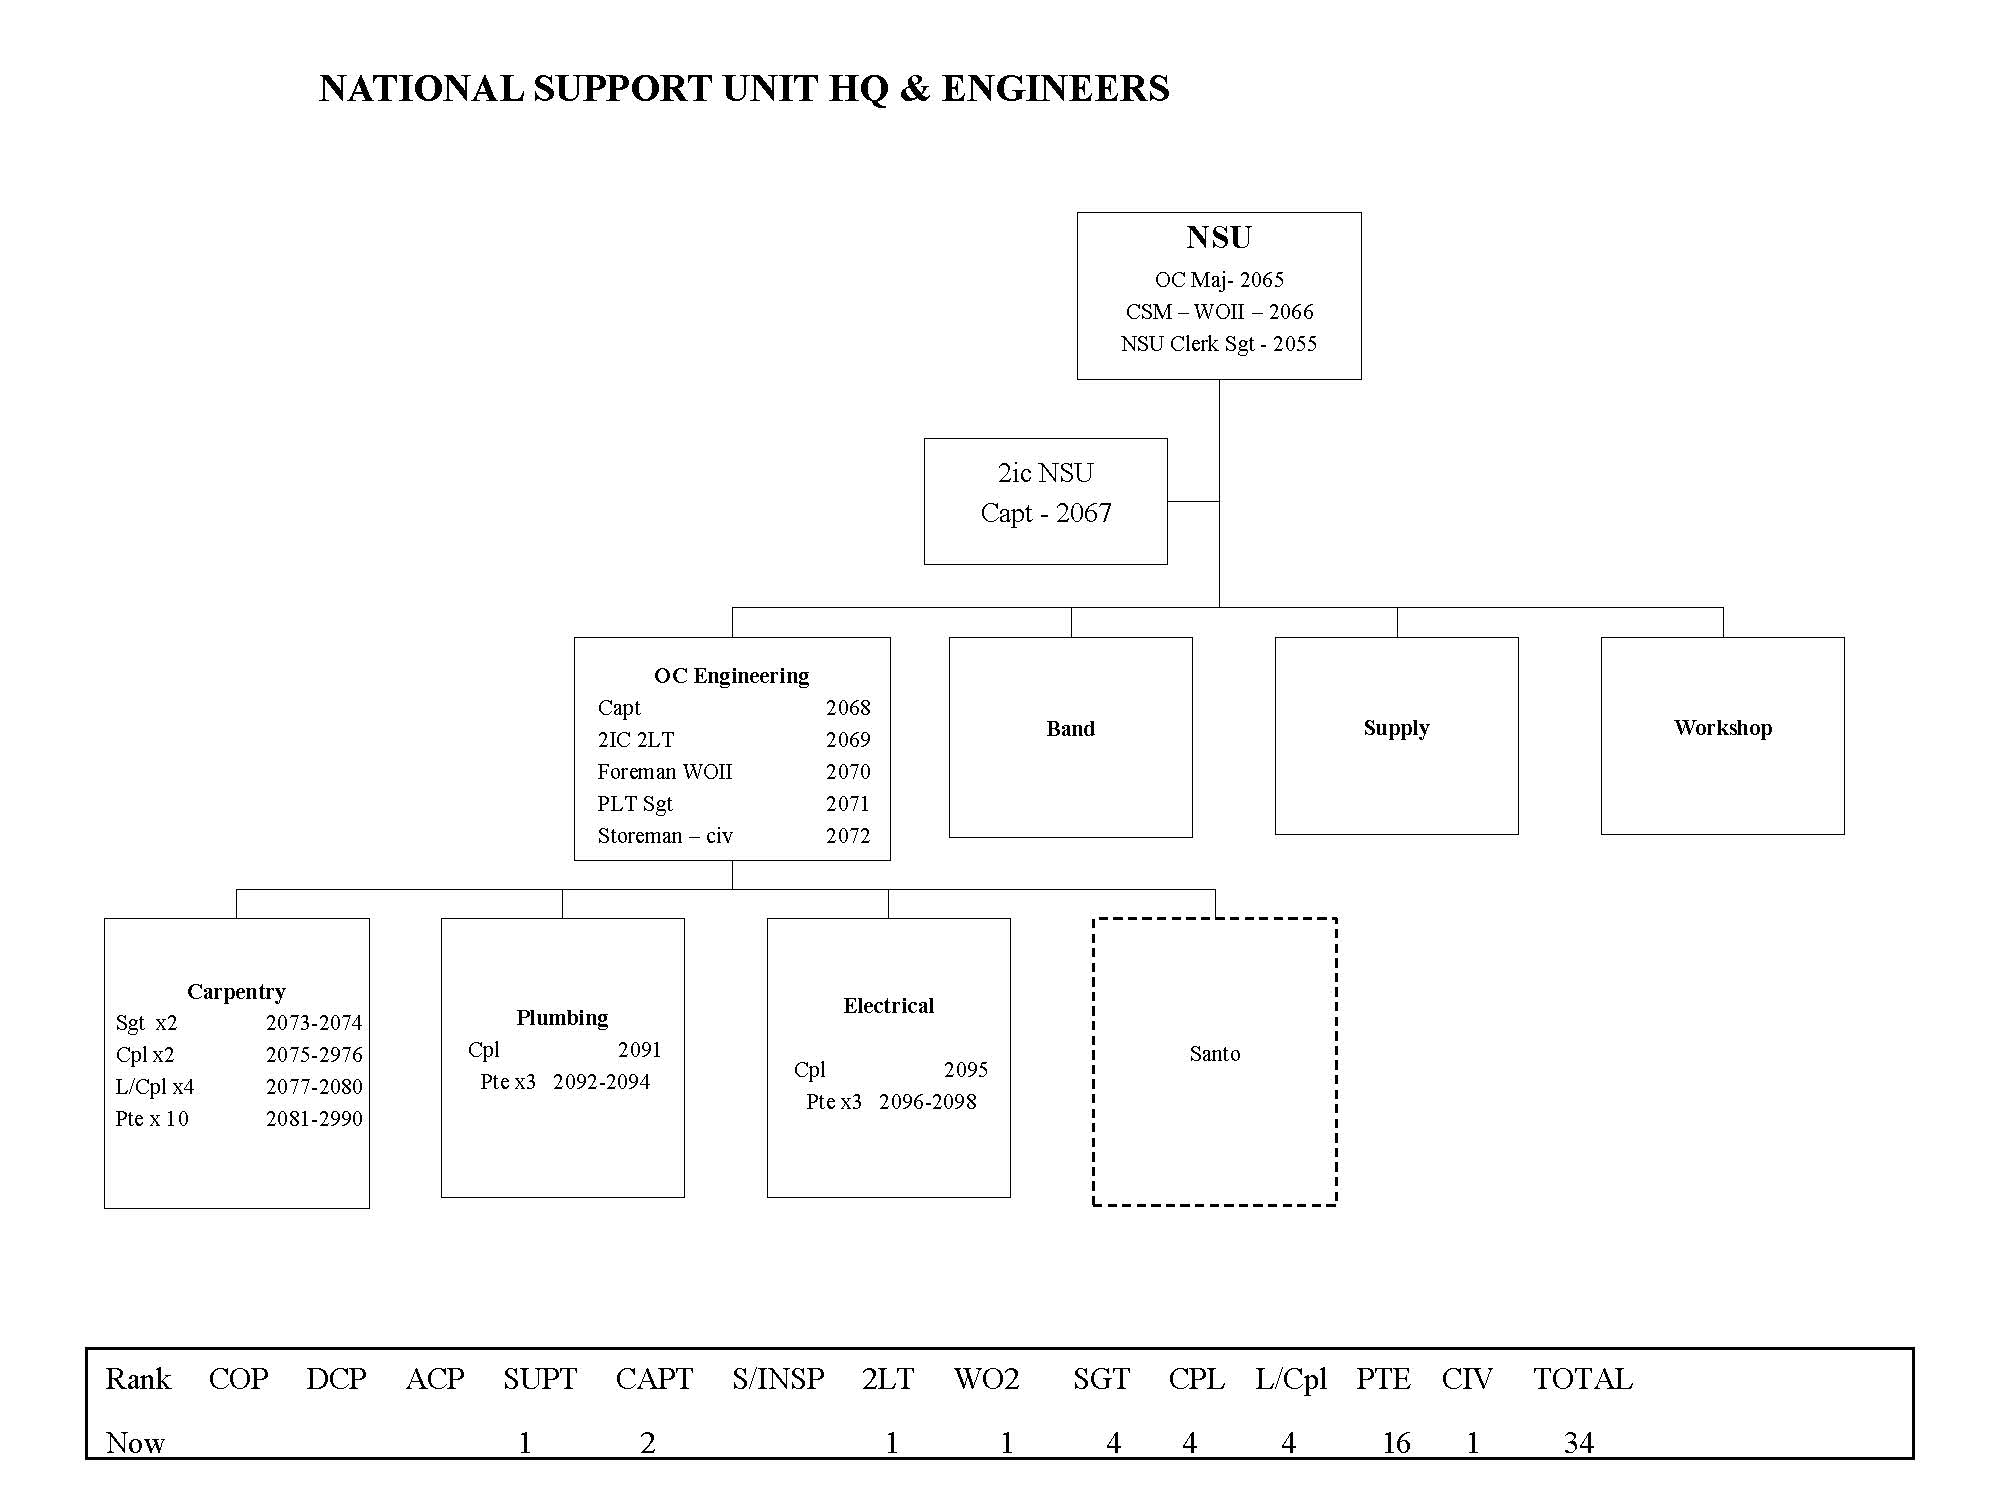 NATIONAL SUPPORT UNIT HQ & ENGINEERS
NSU
OC Maj- 2065
CSM – WOII – 2066
NSU Clerk Sgt - 2055
2ic NSU
Capt - 2067
OC Engineering
Capt 2068
2IC 2LT 2069
Foreman WOII 2070
PLT Sgt 2071
Storeman – civ 2072
Band
Supply
Workshop
Carpentry
Sgt x2 2073-2074
Cpl x2 2075-2976
L/Cpl x4 2077-2080
Pte x 10 2081-2990
Plumbing
Cpl 2091
Pte x3 2092-2094
Electrical
Cpl 2095
Pte x3 2096-2098
Santo
Rank COP DCP ACP SUPT CAPT S/INSP 2LT WO2 SGT CPL L/Cpl PTE CIV TOTAL
Now 1 2 1 1 4 4 4 16 1 34